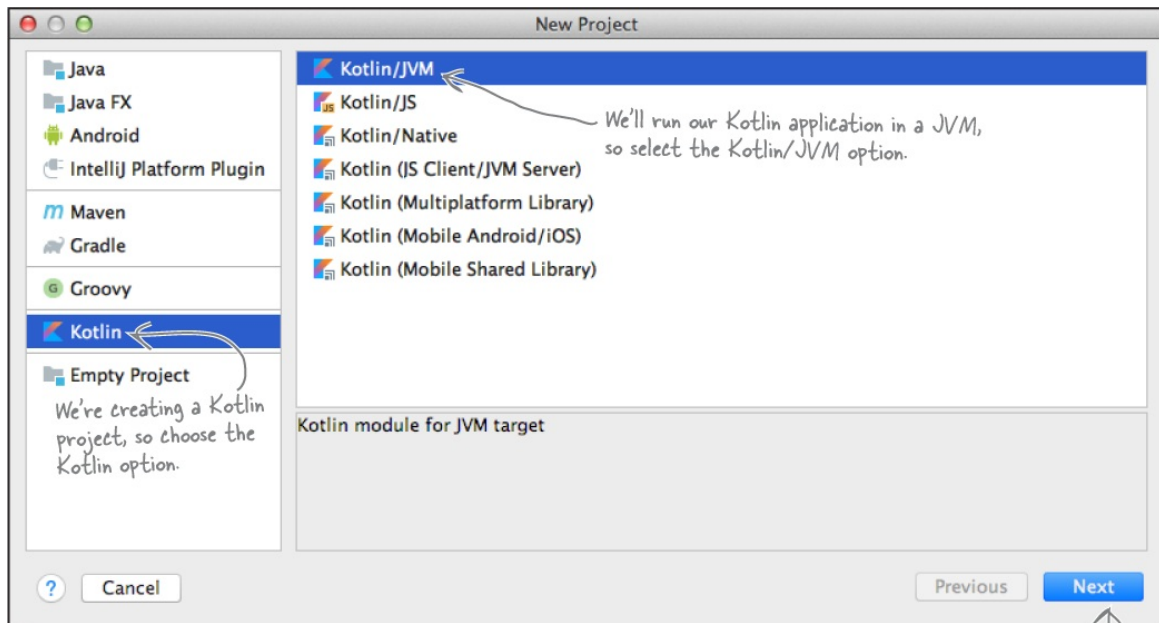 New Project
Java
Java FX
Android
IntelliJ Platform Plugin
Maven
Gradle
G Groovy
Kotlin
Empty Project
We're creating a Kotlin
project, so choose the
Kotlin option.
Kotlin/JVM
JS Kotlin/JS
Kotlin/Native
Kotlin (JS Client/JVM Server)
Kotlin (Multiplatform Library)
Kotlin (Mobile Android/iOS)
Kotlin (Mobile Shared Library)
We'll run our Kotlin application in a JVM,
so select the Kotlin/JVM option.
Kotlin module for JVM target
? Cancel
Previous
Next